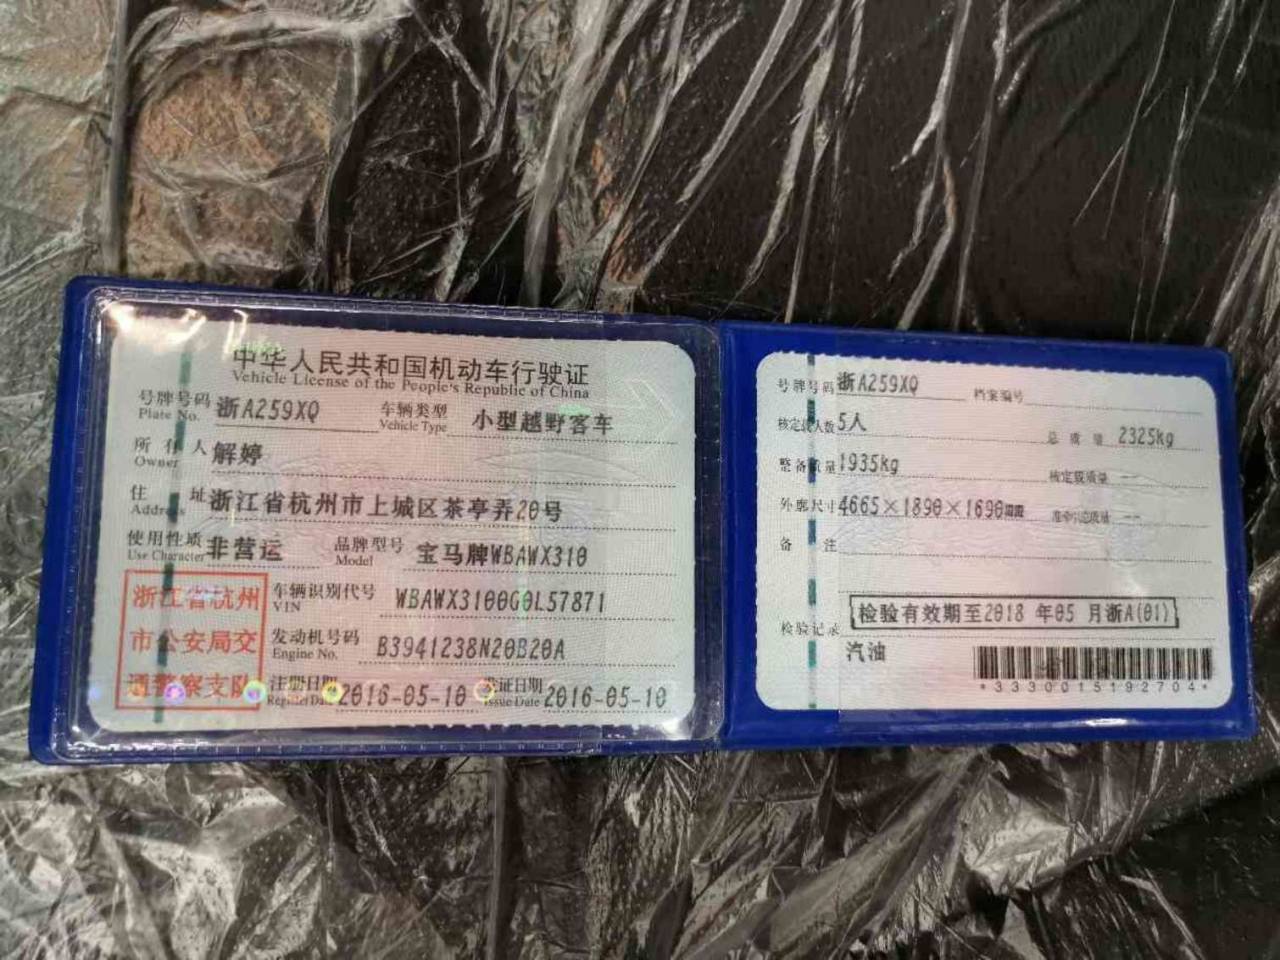 中华人民共和国机动车行驶证
Vehicle License of the People's Republic of China
号牌号码 浙A259XQ 车辆类型 小型越野客车
Plate No. Vehicle Type
所有人 解婷
Owner
住址 浙江省杭州市上城区茶亭弄20号
Address
使用性质 非营运 品牌型号 宝马牌WBAWX310
Use Character Model
浙江省杭州
市公安局交
通警察支队
车辆识别代号 WBAWX3100G0L57871
VIN
发动机号码 B3941238N20B20A
Engine No.
注册日期 2016-05-10 发证日期 2016-05-10
Register Date Issue Date
号牌号码 浙A259XQ 档案编号
核定载人数 5人 总质量 2325kg
整备质量 1935kg 核定载质量 --
外廓尺寸 4665×1890×1690mm 准牵引总质量 --
备注
检验有效期至2018 年05 月浙A(01)
检验记录
汽油
*3330015192704*